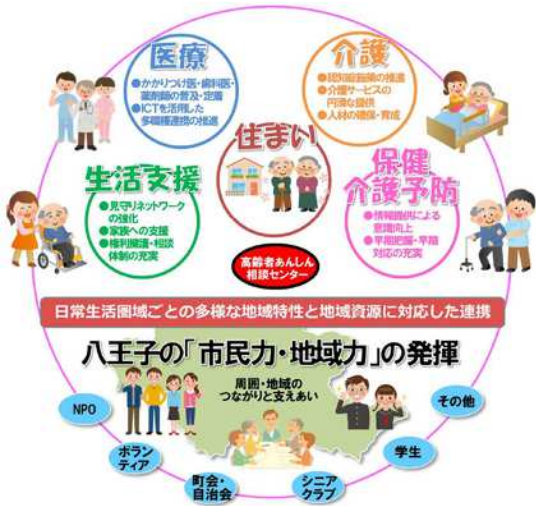 医療
●かかりつけ医・歯科医・
薬剤師の普及・定着
●ICTを活用した
多職種連携の推進
介護
●認知症施策の推進
●介護サービスの
円滑な提供
●人材の確保・育成
住まい
生活支援
●見守りネットワーク
の強化
●家族への支援
●権利擁護・相談
体制の充実
保健
介護予防
●情報提供による
意識向上
●早期把握・早期
対応の充実
高齢者あんしん
相談センター
日常生活圏域ごとの多様な地域特性と地域資源に対応した連携
八王子の「市民力・地域力」の発揮
周囲・地域の
つながりと支えあい
NPO
ボラン
ティア
町会・
自治会
シニア
クラブ
学生
その他